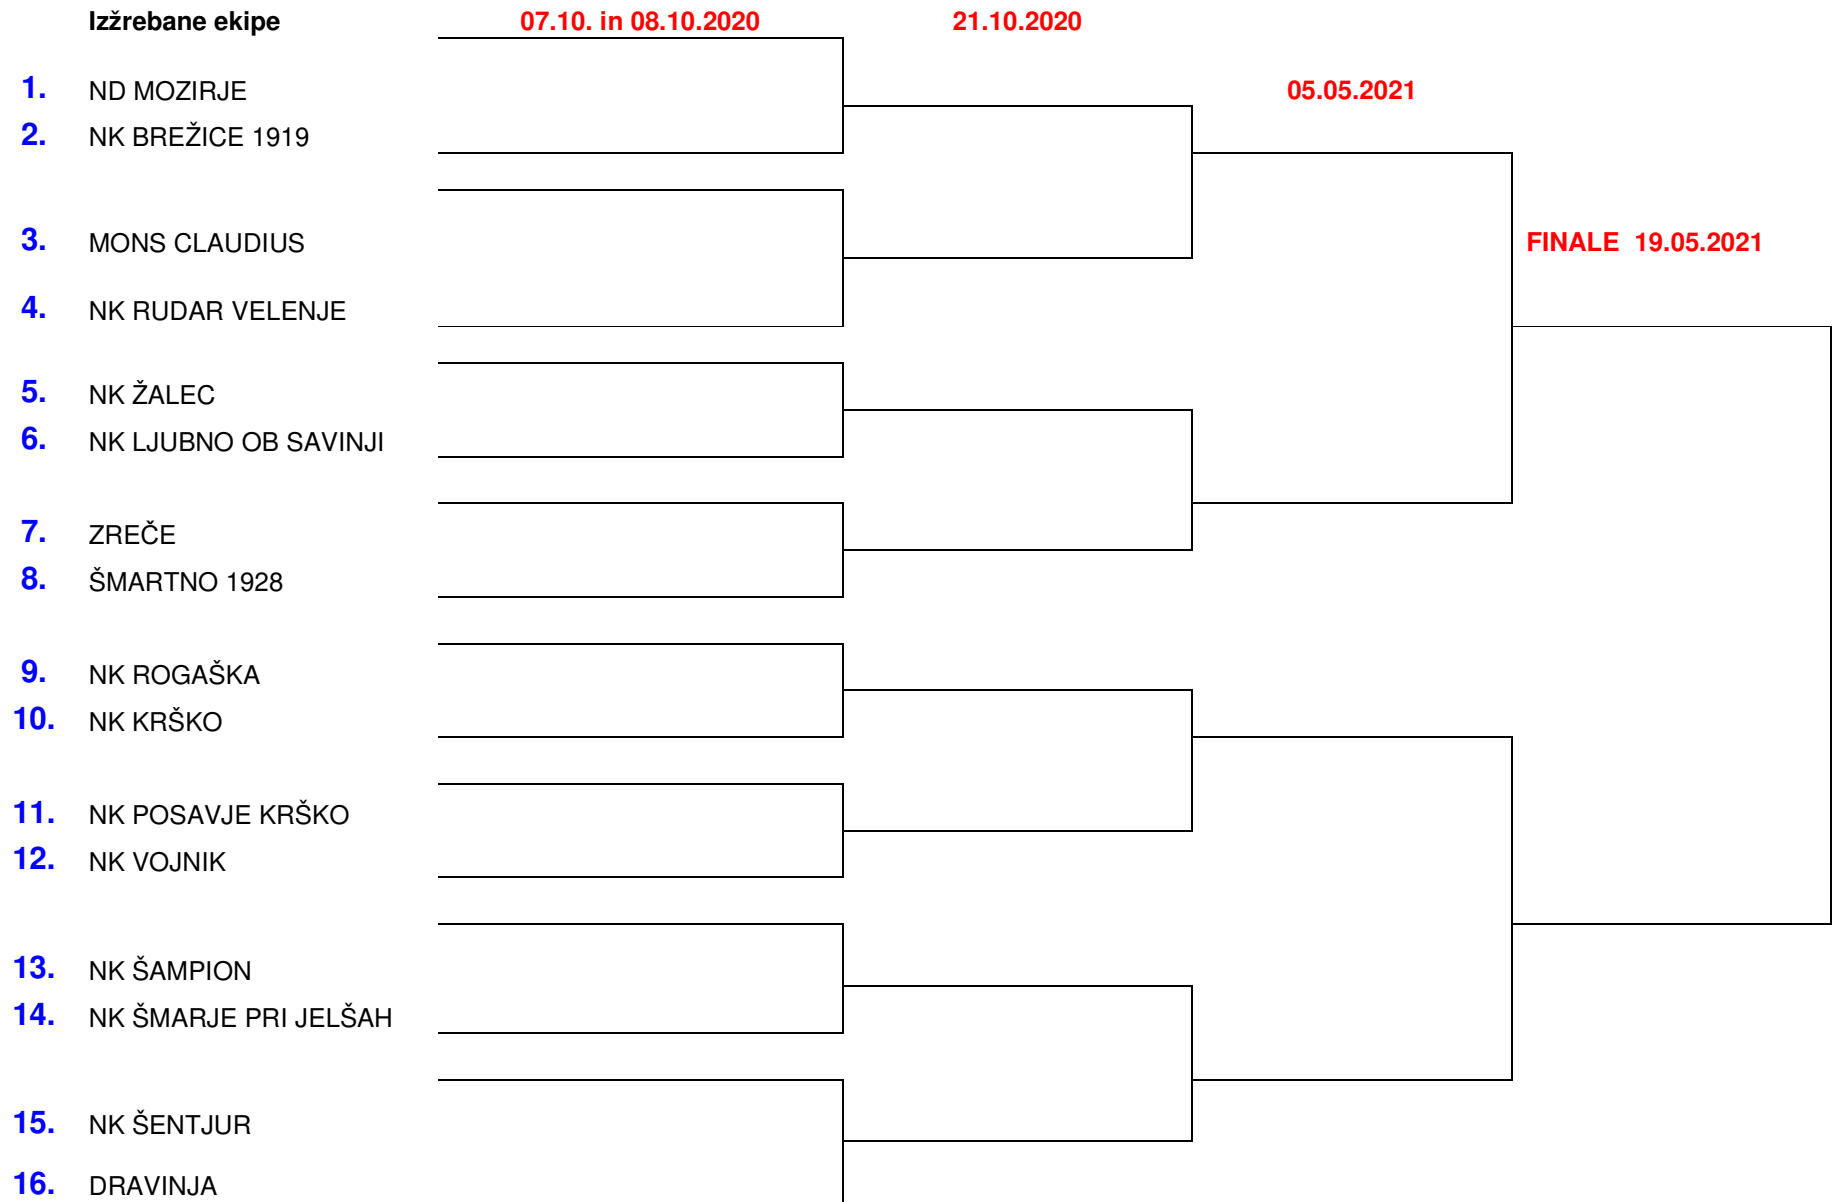 Izžrebane ekipe 07.10. in 08.10.2020 21.10.2020
1. ND MOZIRJE 05.05.2021
2. NK BREŽICE 1919
3. MONS CLAUDIUS FINALE 19.05.2021
4. NK RUDAR VELENJE
5. NK ŽALEC
6. NK LJUBNO OB SAVINJI
7. ZREČE
8. ŠMARTNO 1928
9. NK ROGAŠKA
10. NK KRŠKO
11. NK POSAVJE KRŠKO
12. NK VOJNIK
13. NK ŠAMPION
14. NK ŠMARJE PRI JELŠAH
15. NK ŠENTJUR
16. DRAVINJA